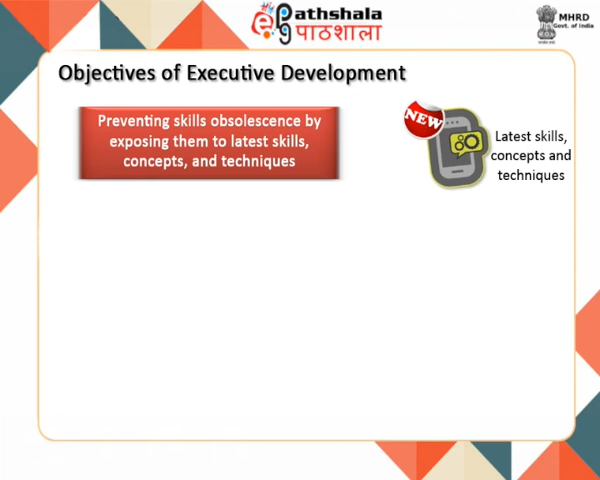 ePathshala
पाठशाला
MHRD
Govt. of India
Objectives of Executive Development
Preventing skills obsolescence by
exposing them to latest skills,
concepts, and techniques
NEW
Latest skills,
concepts and
techniques